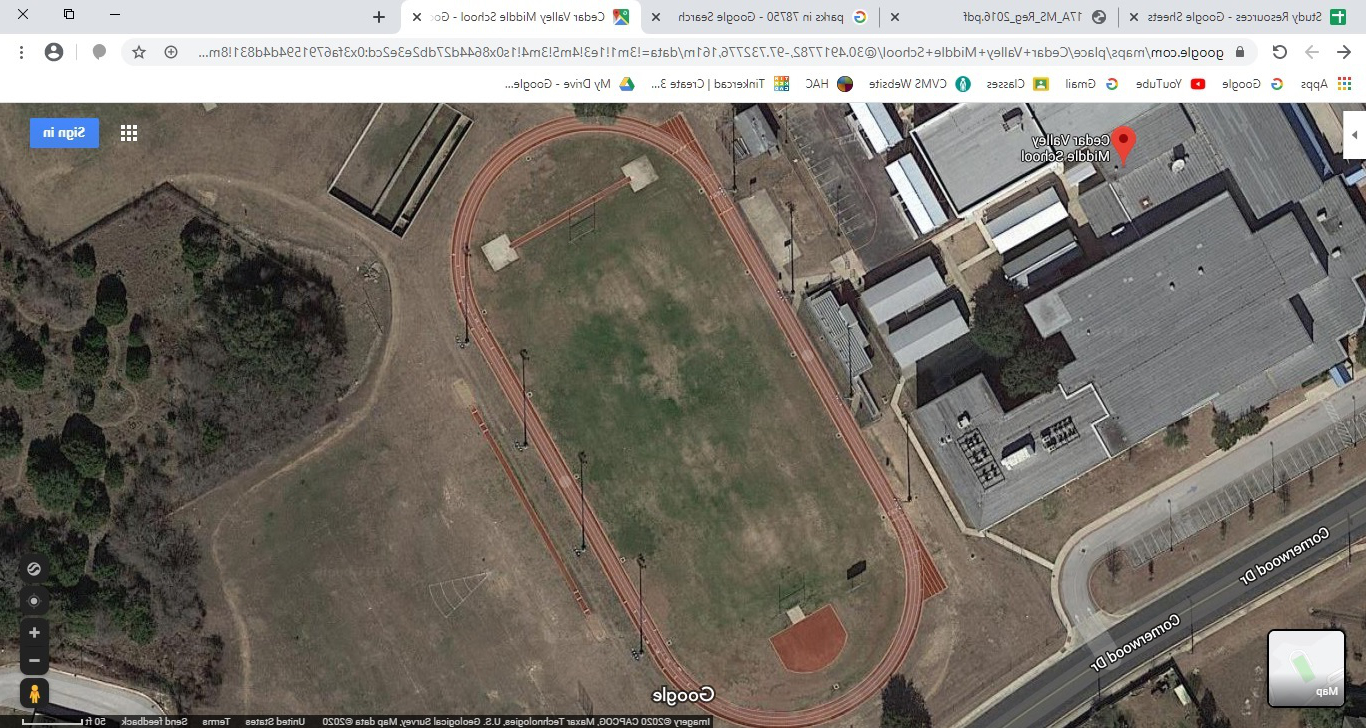 Study Resources - Google Sheets
17A_MS_Reg_2016.pdf
parks in 78750 - Google Search
Cedar Valley Middle School - Goo
google.com/maps/place/Cedar+Valley+Middle+School/@30.4917782,-97.732776,161m/data=!3m1!1e3!4m5!3m4!1s0x8644d27db2e3e2cd:0x3fa6791594d4d831!8m...
Apps
Google
YouTube
Gmail
Classes
CVMS Website
HAC
Tinkercad | Create 3...
My Drive - Google...
Sign in
Cedar Valley
Middle School
Cornerwood Dr
Cornerwood Dr
Map
Google
Imagery ©2020 CAPCOG, Maxar Technologies, U.S. Geological Survey, Map data ©2020
United States
Terms
Send feedback
50 ft